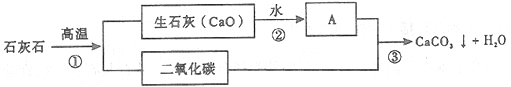 石灰石
高温
①
生石灰(CaO)
水
②
A
二氧化碳
③
CaCO₃↓+H₂O